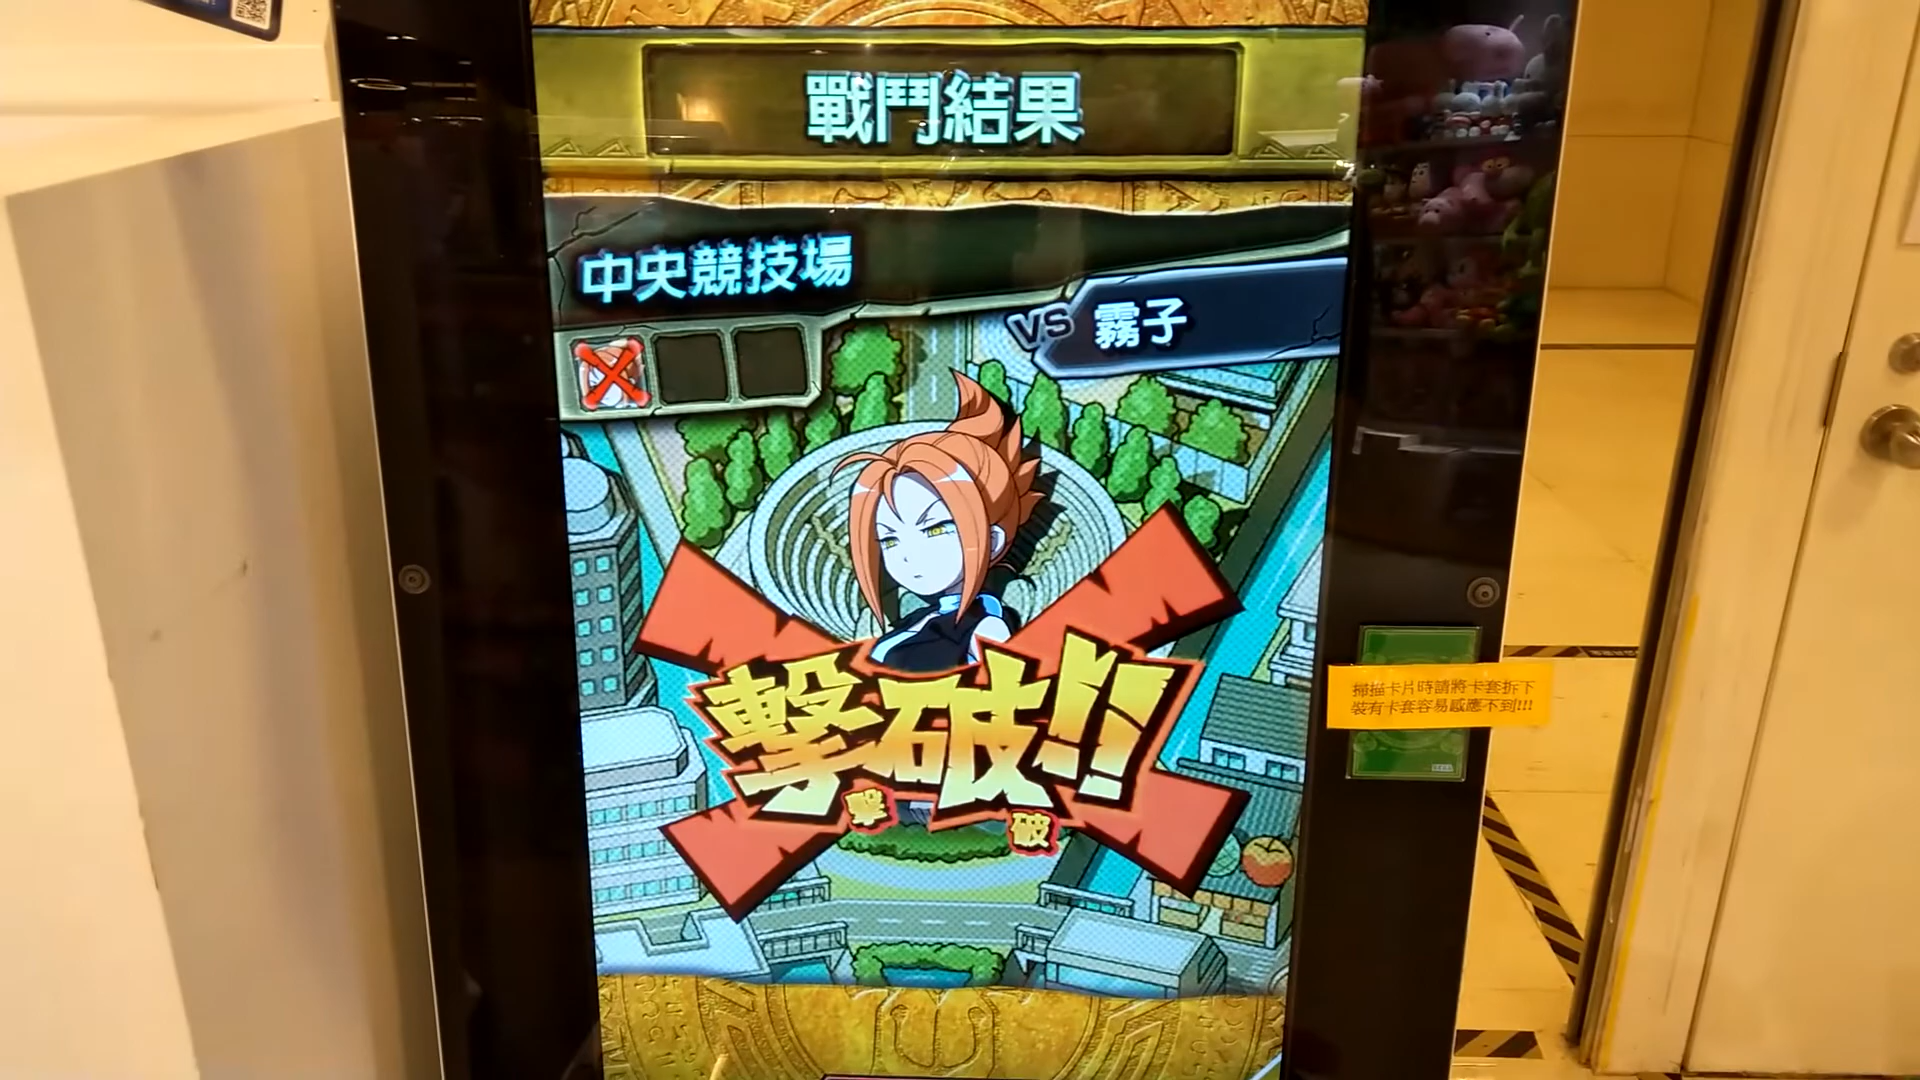 戰鬥結果
中央競技場
VS 霧子
擊破!!
擊 破
掃描卡片時請將卡套拆下
裝有卡套容易感應不到!!!
SEGA